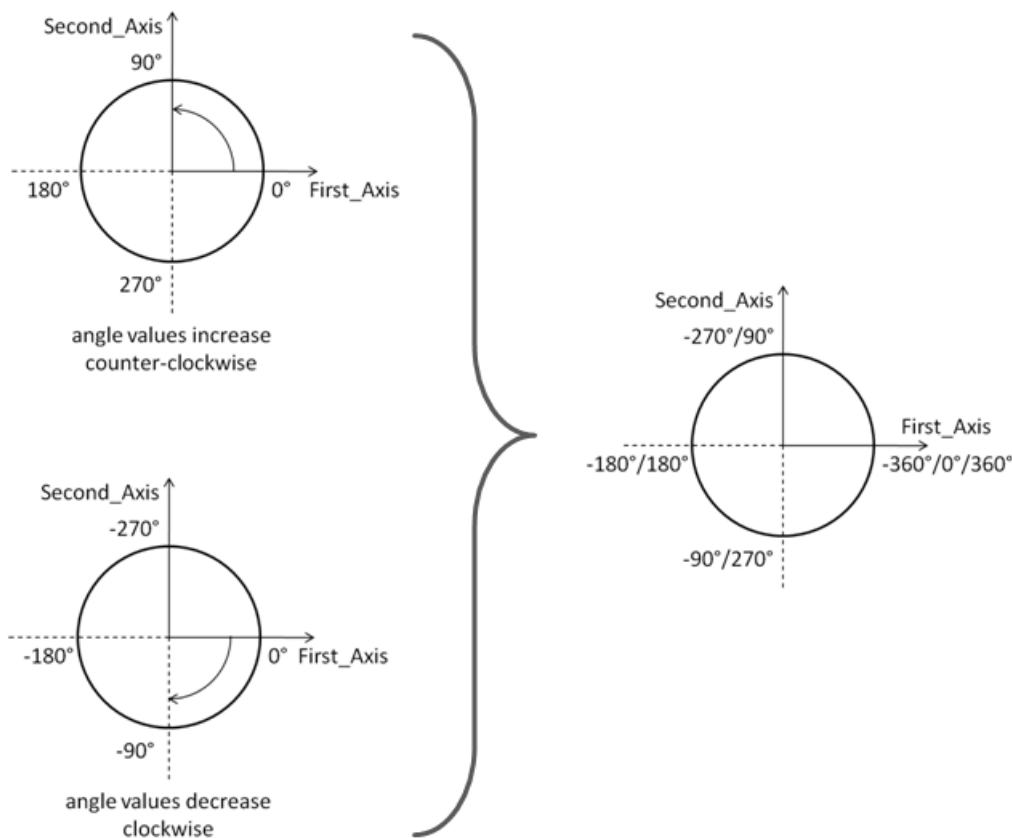 Second_Axis
90°
180°
0°
First_Axis
270°
angle values increase
counter-clockwise
Second_Axis
-270°
-180°
0°
First_Axis
-90°
angle values decrease
clockwise
Second_Axis
-270°/90°
First_Axis
-180°/180°
-360°/0°/360°
-90°/270°